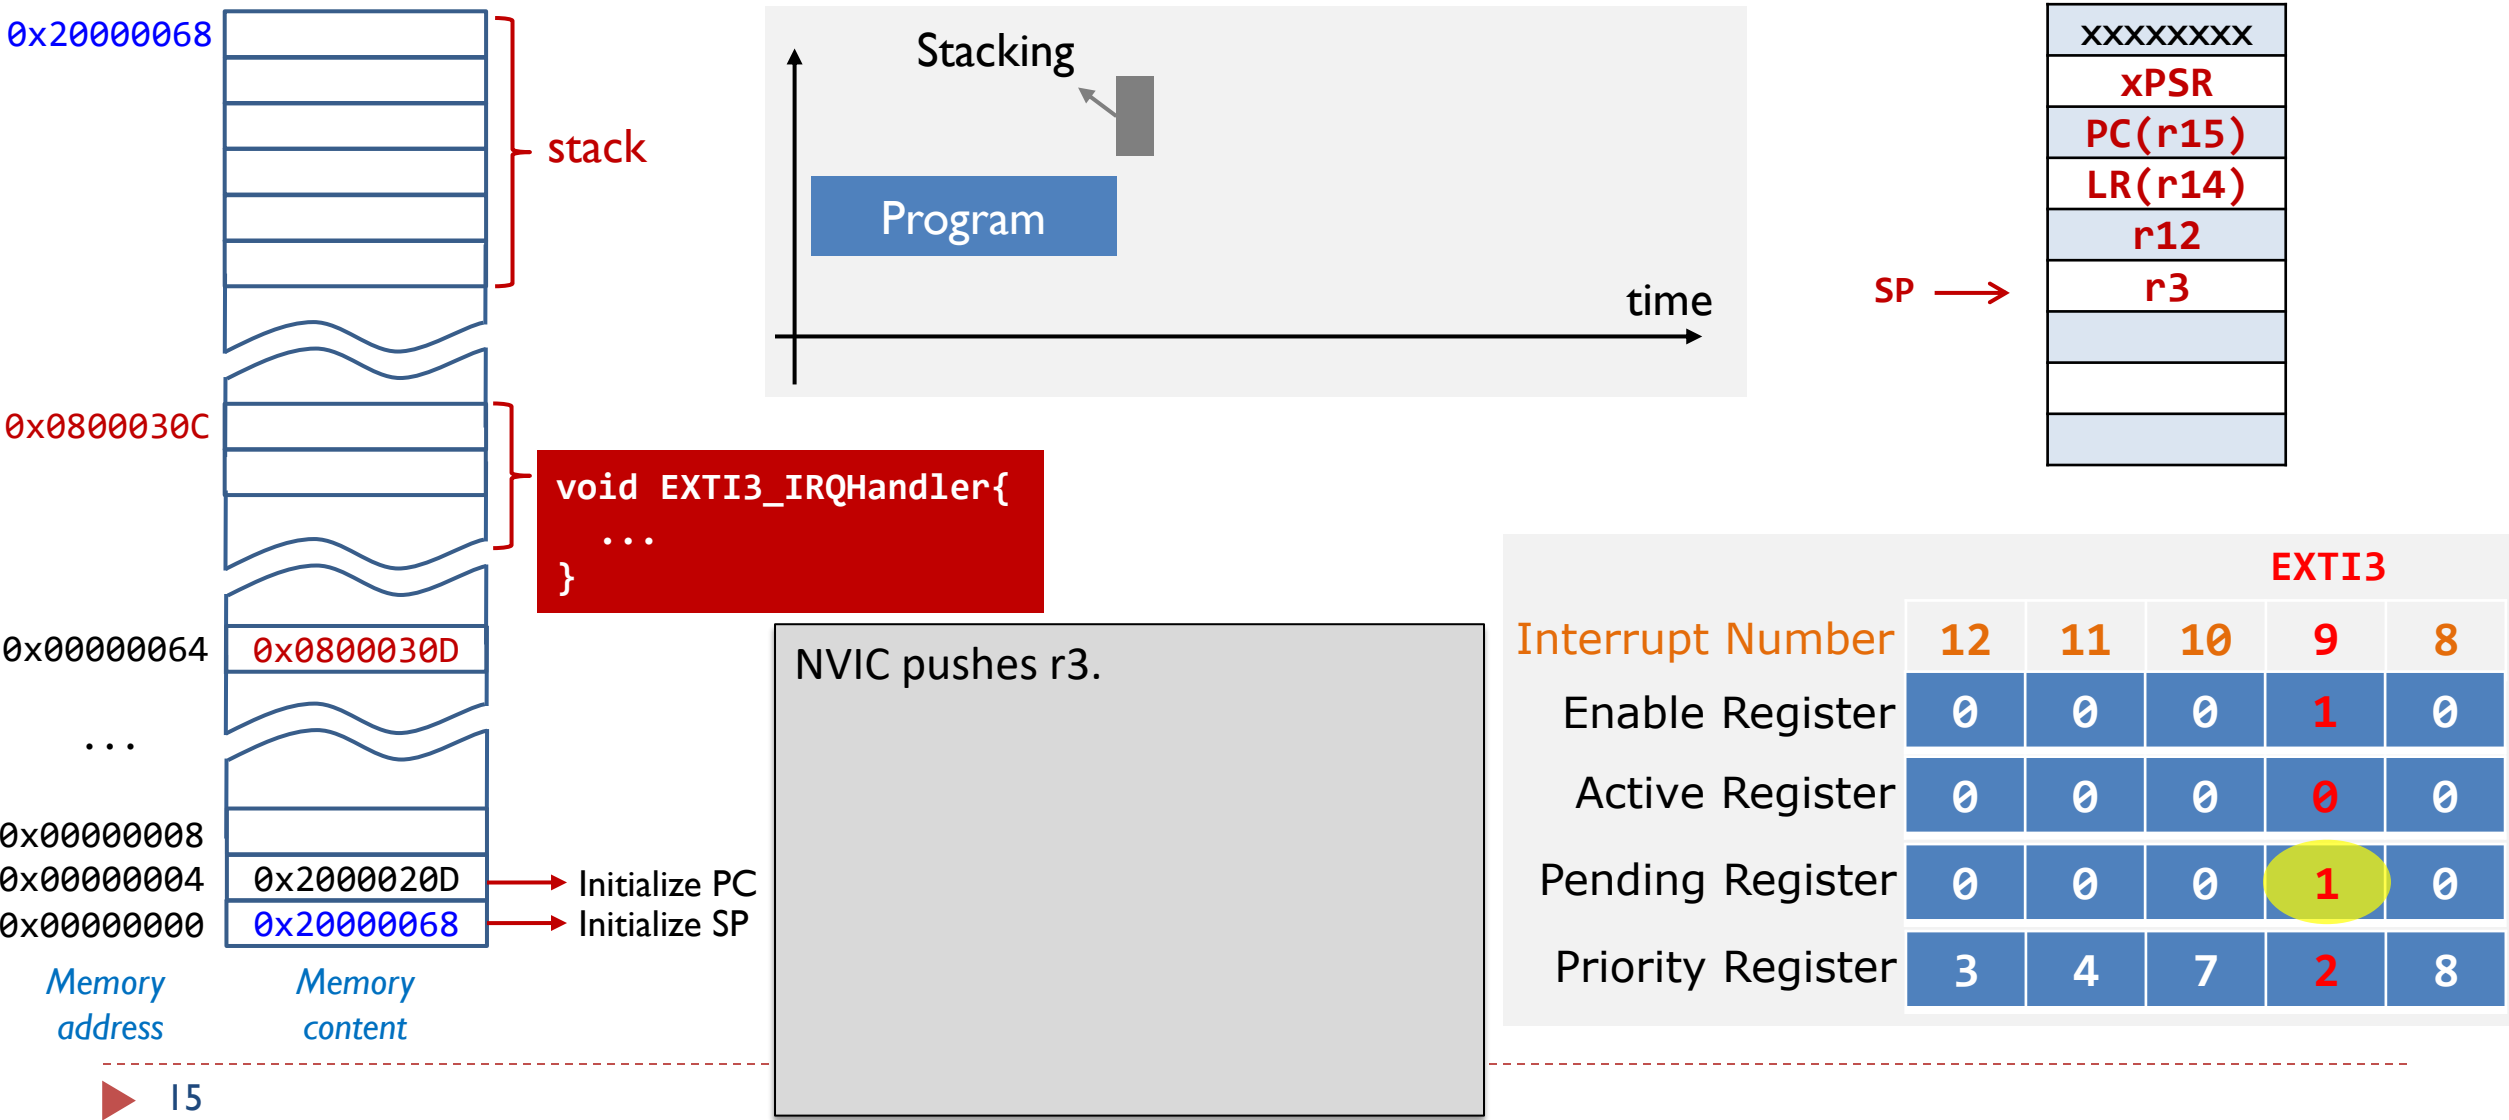 0x20000068
stack
0x0800030C
void EXTI3_IRQHandler{
...
}
0x00000064
0x0800030D
...
0x00000008
0x00000004
0x2000020D
Initialize PC
0x00000000
0x20000068
Initialize SP
Memory address
Memory content
Stacking
Program
time
xxxxxxxx
xPSR
PC(r15)
LR(r14)
r12
SP
r3
NVIC pushes r3.
EXTI3
Interrupt Number 12 11 10 9 8
Enable Register 0 0 0 1 0
Active Register 0 0 0 0 0
Pending Register 0 0 0 1 0
Priority Register 3 4 7 2 8
15